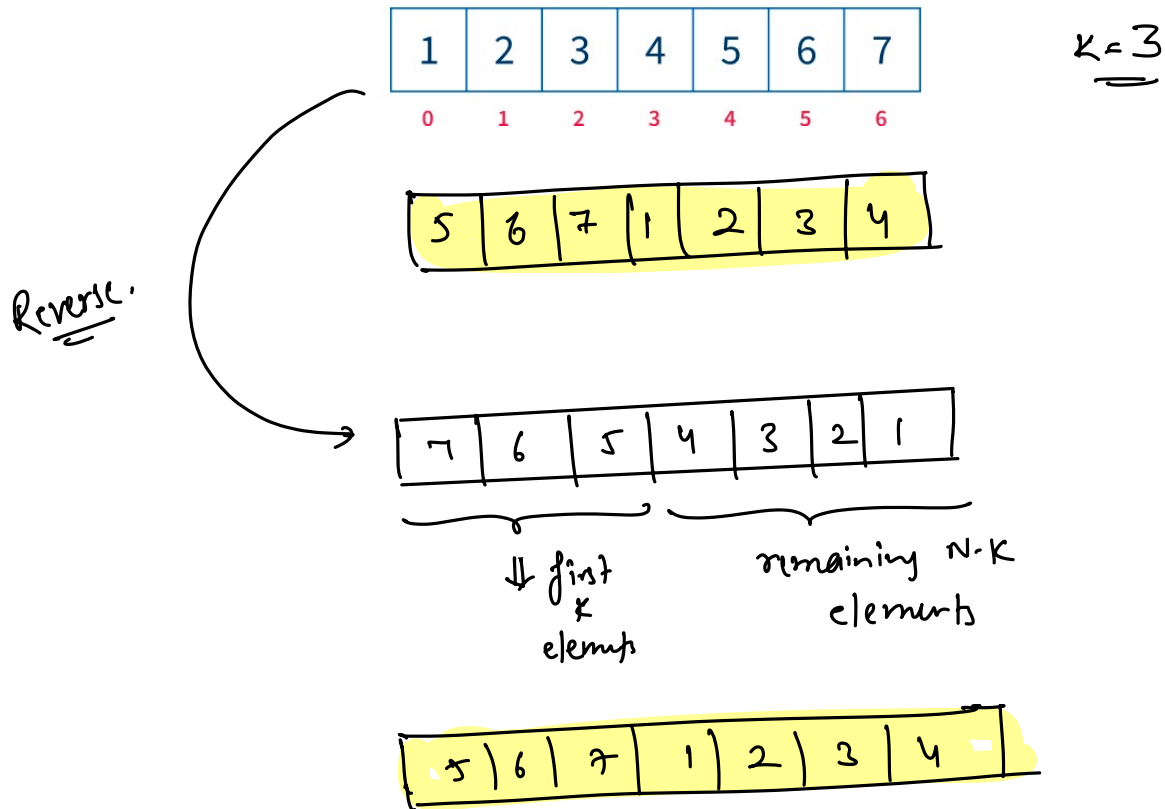 1 2 3 4 5 6 7
K = 3
0 1 2 3 4 5 6
5 6 7 1 2 3 4
Reverse.
7 6 5 4 3 2 1
⇓ first
K
elemnts
remaining N-K
elements
5 6 7 1 2 3 4